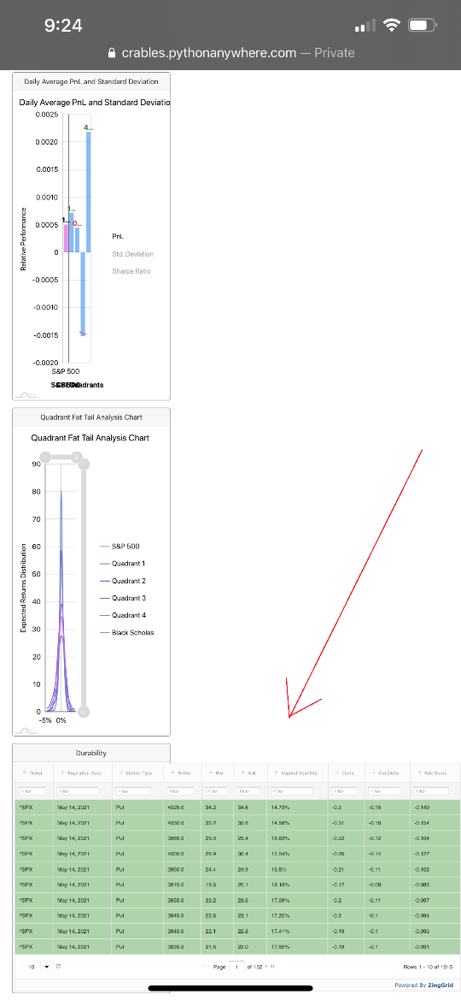 9:24
crables.pythonanywhere.com — Private
Daily Average PnL and Standard Deviation
Daily Average PnL and Standard Deviatio
0.0025
0.0020
0.0015
0.0010
0.0005
0
-0.0005
-0.0010
-0.0015
-0.0020
Relative Performance
4...
1...
1...
0...
-...
PnL
Std. Deviation
Sharpe Ratio
S&P 500
Quadrant Fat Tail Analysis Chart
Quadrant Fat Tail Analysis Chart
90
80
70
60
50
40
30
20
10
0
Expected Returns Distribution
-5% 0%
S&P 500
Quadrant 1
Quadrant 2
Quadrant 3
Quadrant 4
Black Scholes
Durability
Ticker Expiration Date Option Type Strike Bid Ask Implied Volatility Delta Csi Delta Kdo Score
Filter Filter Filter Filter Filter Filter Filter Filter Filter Filter
^SPX May 14, 2021 Put 4025.0 34.2 34.6 14.73% -0.3 -0.15 -0.149
^SPX May 14, 2021 Put 4030.0 35.2 35.6 14.58% -0.31 -0.16 -0.154
^SPX May 14, 2021 Put 3985.0 25.0 25.4 16.63% -0.22 -0.12 -0.104
^SPX May 14, 2021 Put 4000.0 29.9 30.4 15.54% -0.26 -0.14 -0.127
^SPX May 14, 2021 Put 3960.0 24.4 24.9 16.8% -0.21 -0.11 -0.102
^SPX May 14, 2021 Put 3915.0 19.6 20.1 18.18% -0.17 -0.09 -0.085
^SPX May 14, 2021 Put 3950.0 23.2 23.6 17.09% -0.2 -0.11 -0.097
^SPX May 14, 2021 Put 3945.0 22.6 23.1 17.25% -0.2 -0.1 -0.094
^SPX May 14, 2021 Put 3940.0 22.1 22.6 17.41% -0.19 -0.1 -0.093
^SPX May 14, 2021 Put 3935.0 21.5 22.0 17.55% -0.19 -0.1 -0.091
10 Page 1 of 152 Rows 1 - 10 of 1515
Powered By ZingGrid